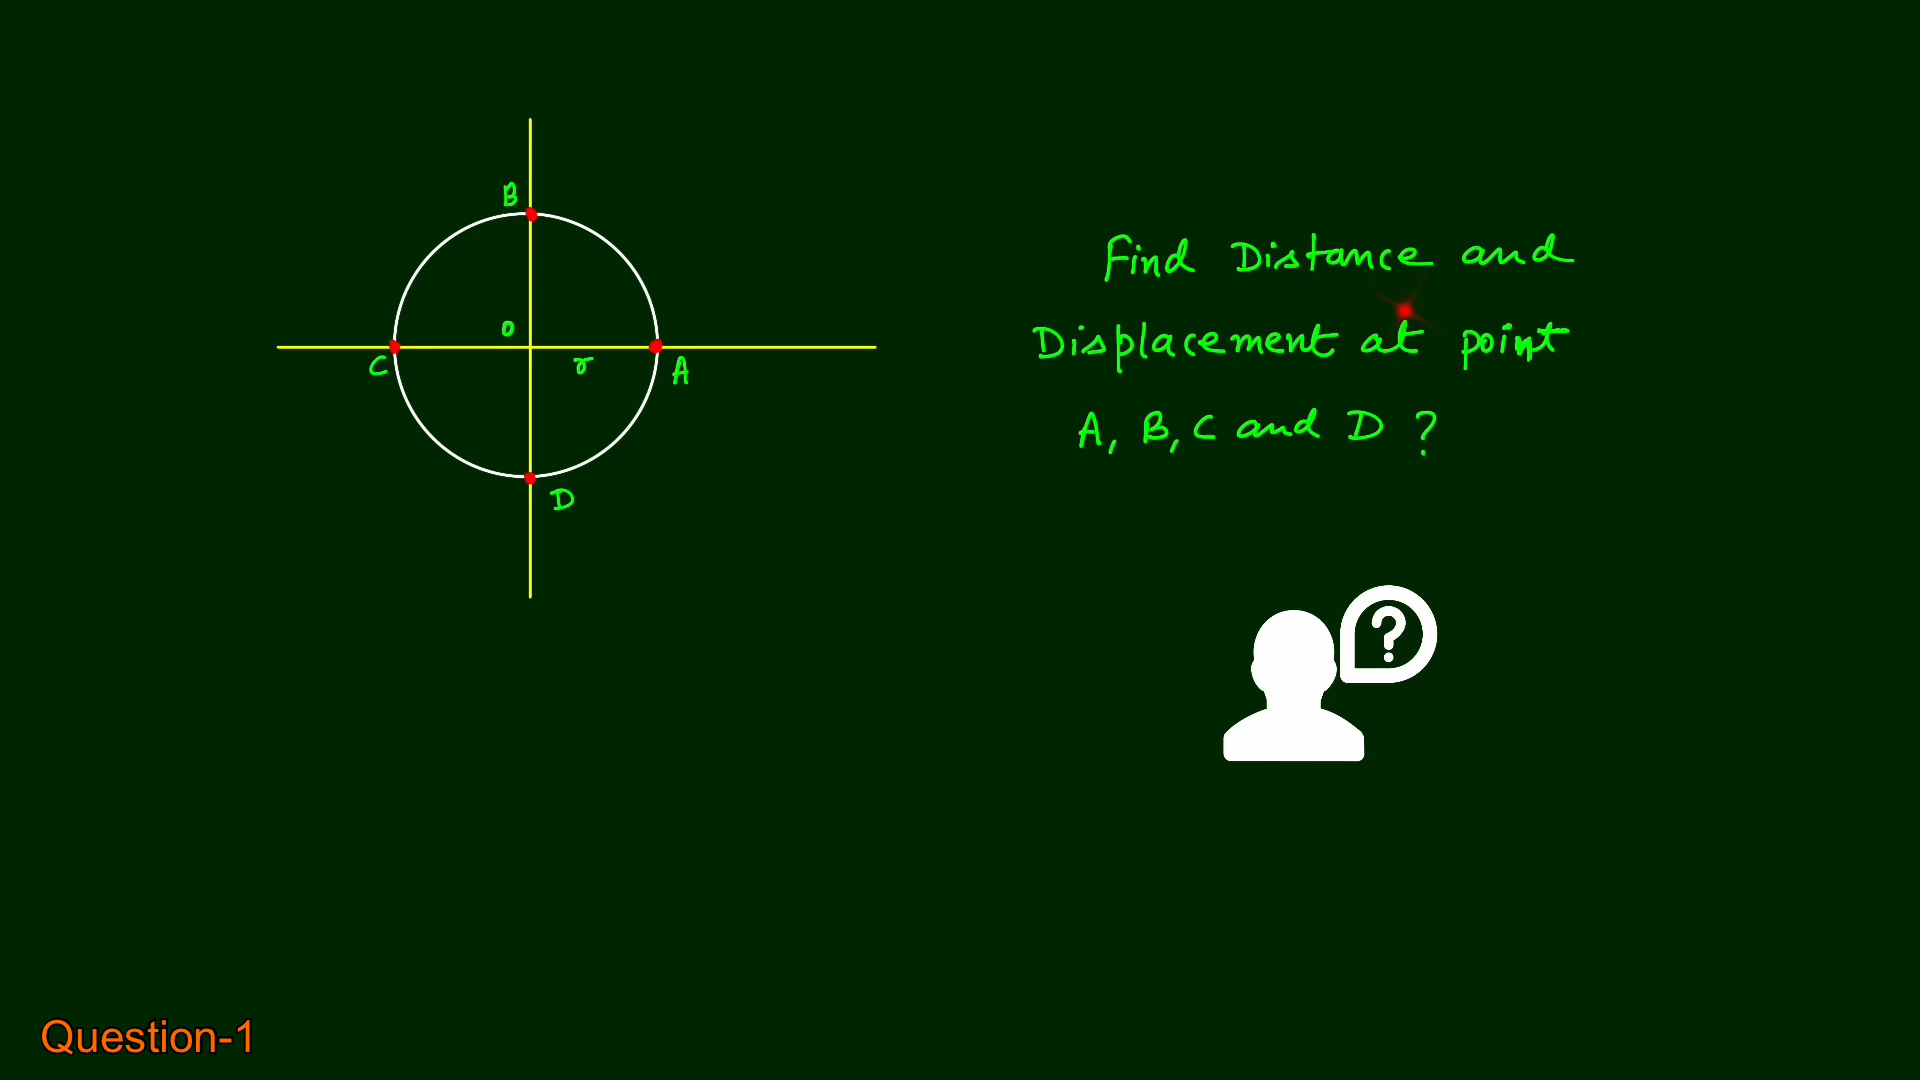 B
O
C
r
A
D
Find Distance and
Displacement at point
A, B, C and D ?
?
Question-1